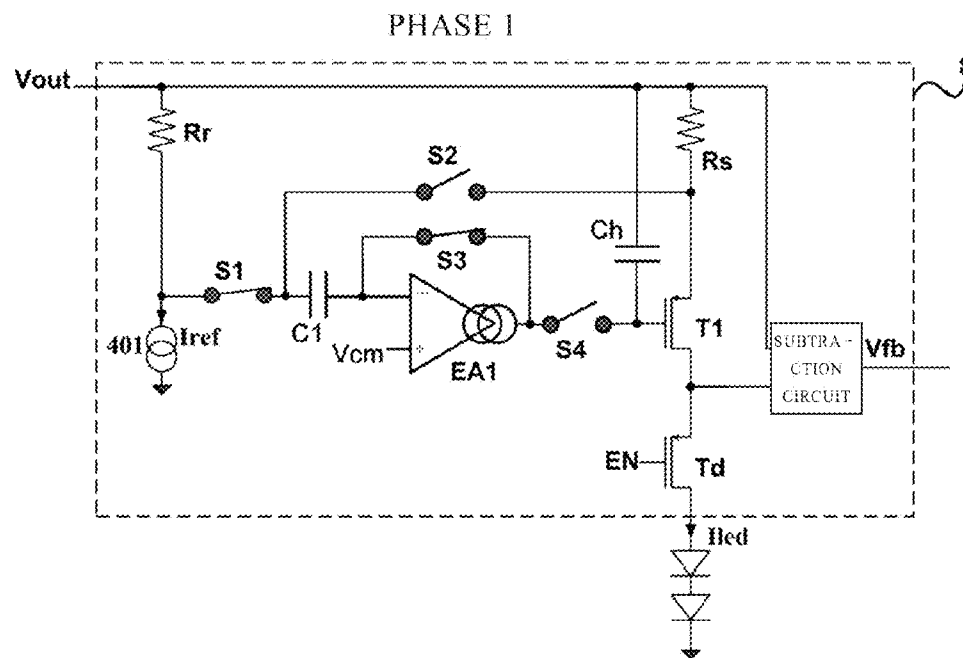 PHASE 1
Vout
Rr
S2
Rs
S3
Ch
S1
C1
T1
401
Iref
Vcm
EA1
S4
SUBTRA-
CTION
CIRCUIT
Vfb
EN
Td
Iled